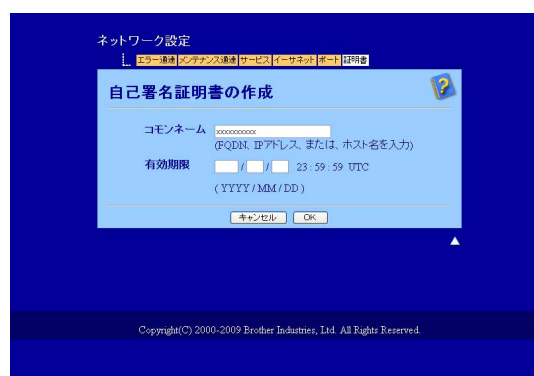 ネットワーク設定
エラー通達 メンテナンス通達 サービス イーサネット ポート 証明書
自己署名証明書の作成
コモンネーム xxxxxxxxxx
(FQDN、IPアドレス、または、ホスト名を入力)
有効期限 / / 23 : 59 : 59 UTC
( YYYY / MM / DD )
キャンセル OK
Copyright(C) 2000-2009 Brother Industries, Ltd. All Rights Reserved.